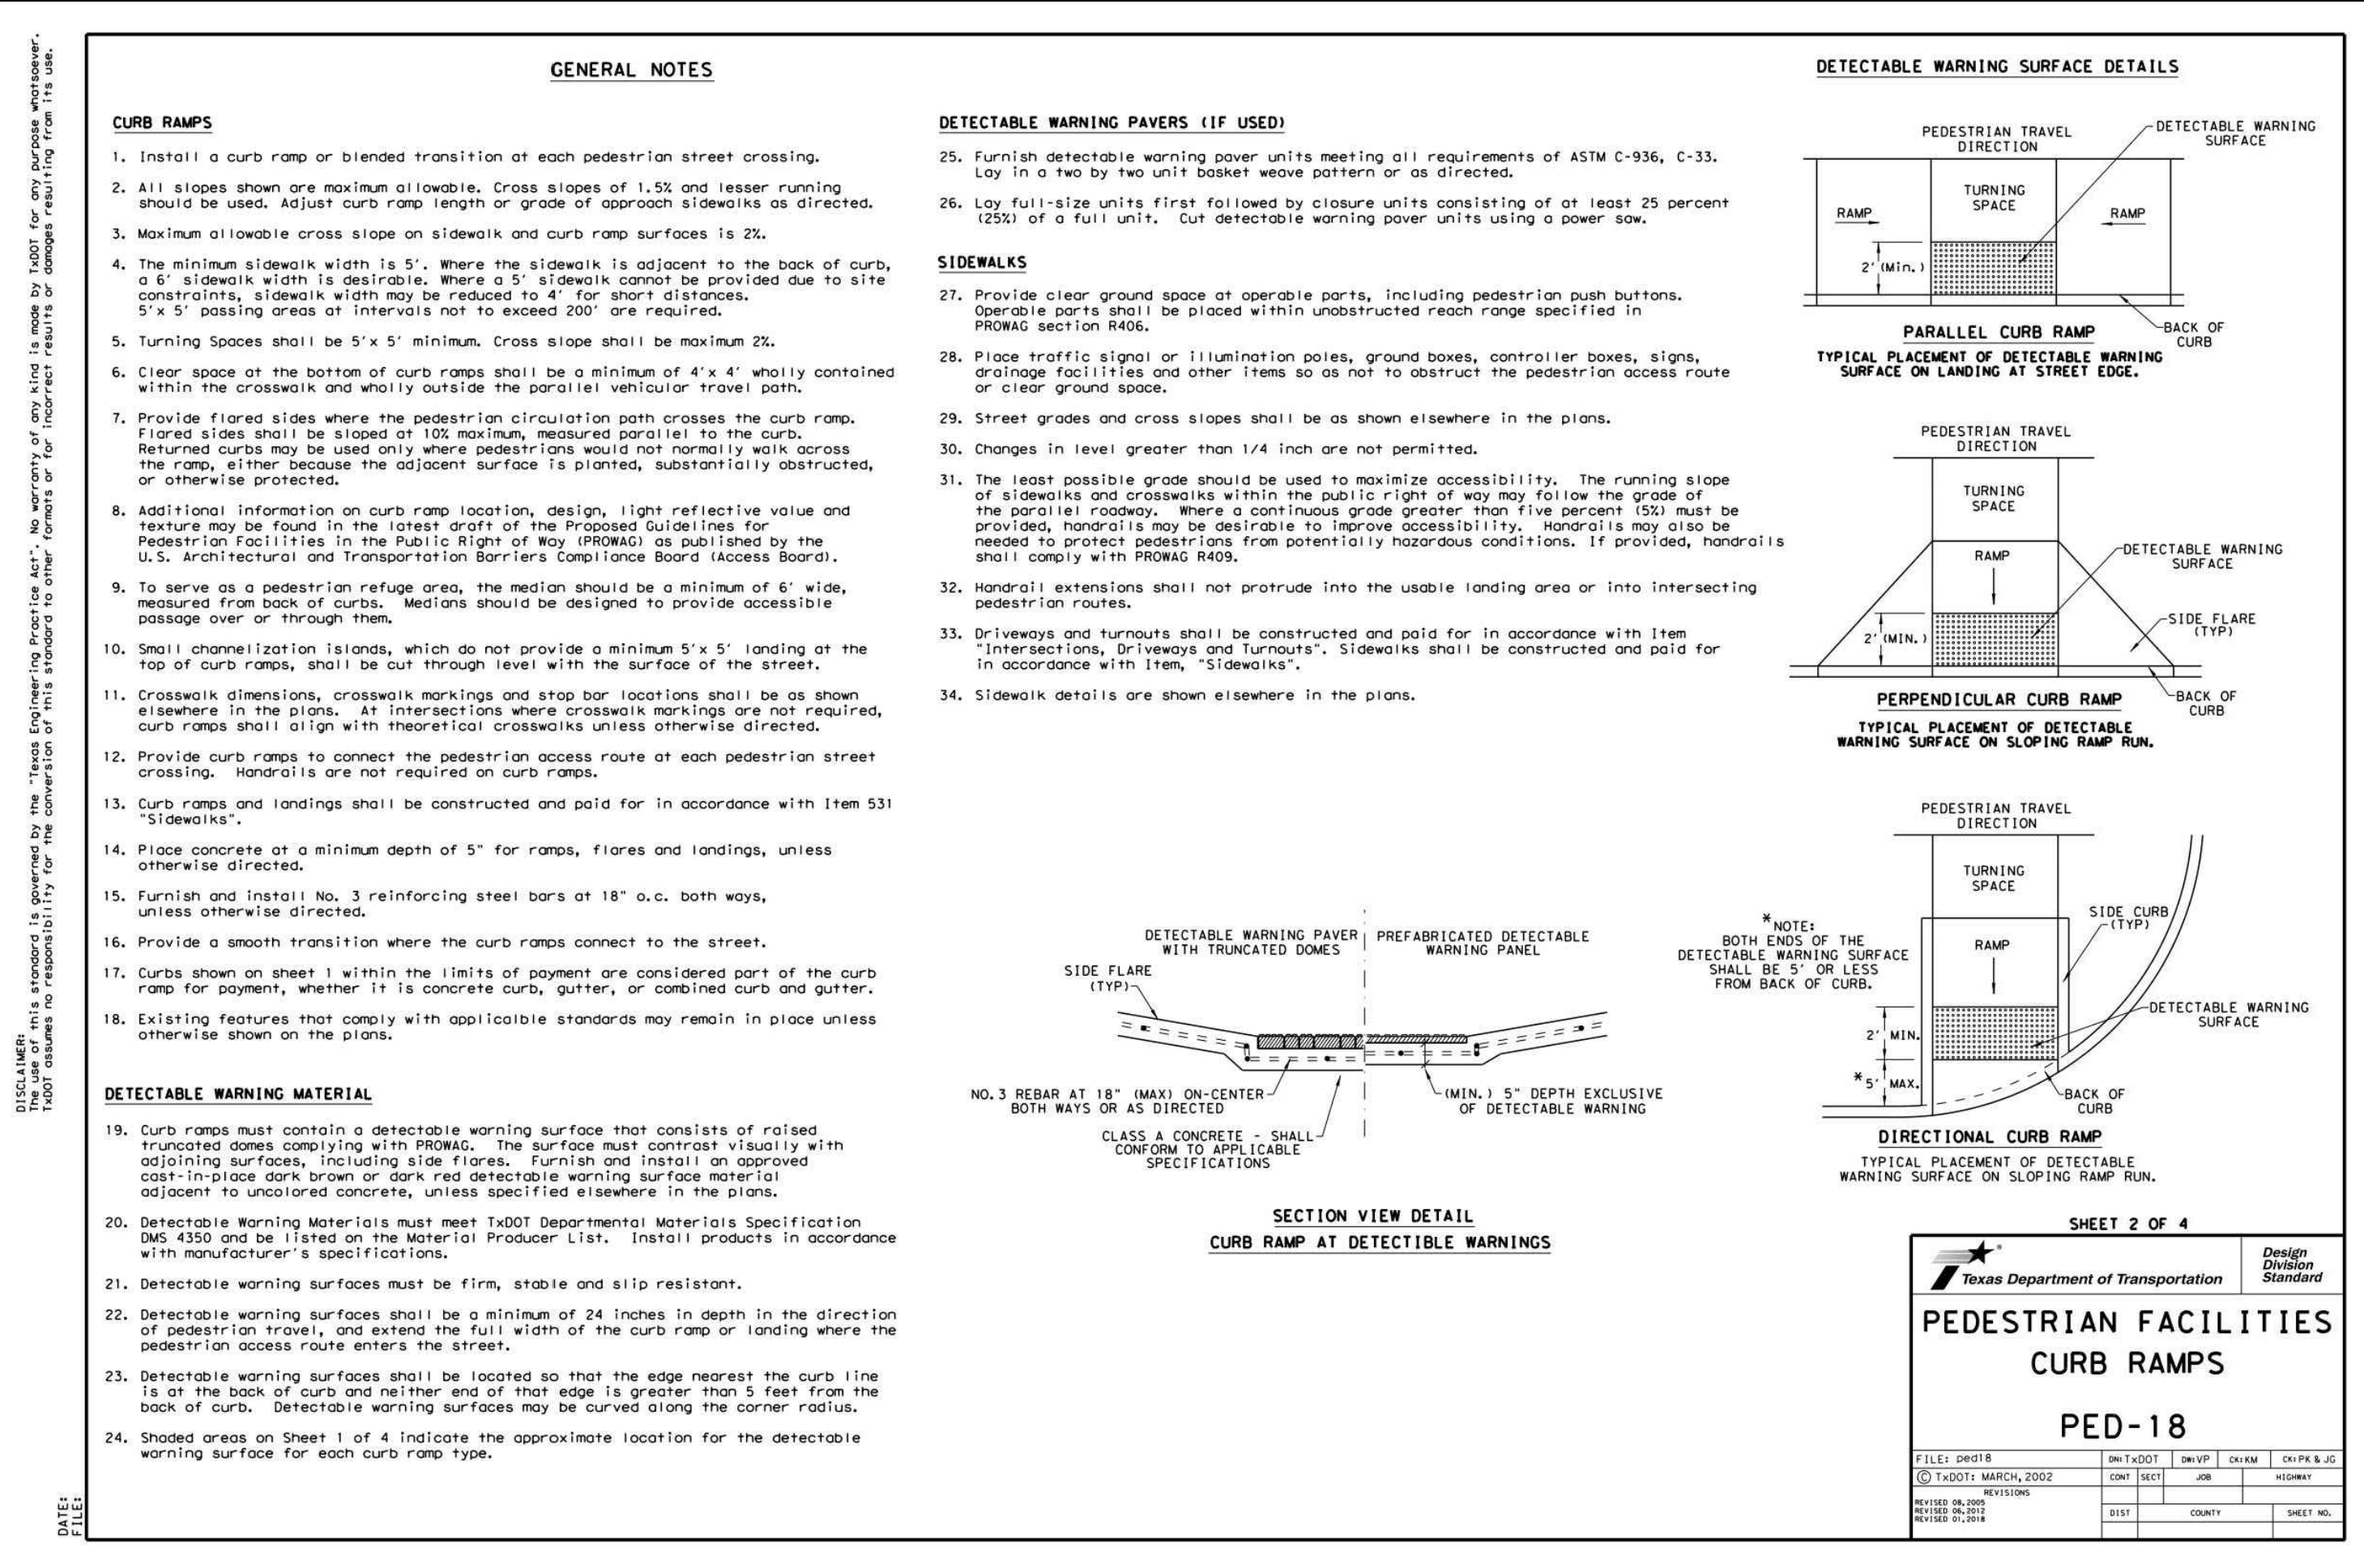 DISCLAIMER:
The use of this standard is governed by the "Texas Engineering Practice Act". No warranty of any kind is made by TxDOT for any purpose whatsoever.
TxDOT assumes no responsibility for the conversion of this standard to other formats or for incorrect results or damages resulting from its use.
DATE:
FILE:
GENERAL NOTES
CURB RAMPS
1. Install a curb ramp or blended transition at each pedestrian street crossing.
2. All slopes shown are maximum allowable. Cross slopes of 1.5% and lesser running
should be used. Adjust curb ramp length or grade of approach sidewalks as directed.
3. Maximum allowable cross slope on sidewalk and curb ramp surfaces is 2%.
4. The minimum sidewalk width is 5'. Where the sidewalk is adjacent to the back of curb,
a 6' sidewalk width is desirable. Where a 5' sidewalk cannot be provided due to site
constraints, sidewalk width may be reduced to 4' for short distances.
5'x 5' passing areas at intervals not to exceed 200' are required.
5. Turning Spaces shall be 5'x 5' minimum. Cross slope shall be maximum 2%.
6. Clear space at the bottom of curb ramps shall be a minimum of 4'x 4' wholly contained
within the crosswalk and wholly outside the parallel vehicular travel path.
7. Provide flared sides where the pedestrian circulation path crosses the curb ramp.
Flared sides shall be sloped at 10% maximum, measured parallel to the curb.
Returned curbs may be used only where pedestrians would not normally walk across
the ramp, either because the adjacent surface is planted, substantially obstructed,
or otherwise protected.
8. Additional information on curb ramp location, design, light reflective value and
texture may be found in the latest draft of the Proposed Guidelines for
Pedestrian Facilities in the Public Right of Way (PROWAG) as published by the
U.S. Architectural and Transportation Barriers Compliance Board (Access Board).
9. To serve as a pedestrian refuge area, the median should be a minimum of 6' wide,
measured from back of curbs. Medians should be designed to provide accessible
passage over or through them.
10. Small channelization islands, which do not provide a minimum 5'x 5' landing at the
top of curb ramps, shall be cut through level with the surface of the street.
11. Crosswalk dimensions, crosswalk markings and stop bar locations shall be as shown
elsewhere in the plans. At intersections where crosswalk markings are not required,
curb ramps shall align with theoretical crosswalks unless otherwise directed.
12. Provide curb ramps to connect the pedestrian access route at each pedestrian street
crossing. Handrails are not required on curb ramps.
13. Curb ramps and landings shall be constructed and paid for in accordance with Item 531
"Sidewalks".
14. Place concrete at a minimum depth of 5" for ramps, flares and landings, unless
otherwise directed.
15. Furnish and install No. 3 reinforcing steel bars at 18" o.c. both ways,
unless otherwise directed.
16. Provide a smooth transition where the curb ramps connect to the street.
17. Curbs shown on sheet 1 within the limits of payment are considered part of the curb
ramp for payment, whether it is concrete curb, gutter, or combined curb and gutter.
18. Existing features that comply with applicalble standards may remain in place unless
otherwise shown on the plans.
DETECTABLE WARNING MATERIAL
19. Curb ramps must contain a detectable warning surface that consists of raised
truncated domes complying with PROWAG. The surface must contrast visually with
adjoining surfaces, including side flares. Furnish and install an approved
cast-in-place dark brown or dark red detectable warning surface material
adjacent to uncolored concrete, unless specified elsewhere in the plans.
20. Detectable Warning Materials must meet TxDOT Departmental Materials Specification
DMS 4350 and be listed on the Material Producer List. Install products in accordance
with manufacturer's specifications.
21. Detectable warning surfaces must be firm, stable and slip resistant.
22. Detectable warning surfaces shall be a minimum of 24 inches in depth in the direction
of pedestrian travel, and extend the full width of the curb ramp or landing where the
pedestrian access route enters the street.
23. Detectable warning surfaces shall be located so that the edge nearest the curb line
is at the back of curb and neither end of that edge is greater than 5 feet from the
back of curb. Detectable warning surfaces may be curved along the corner radius.
24. Shaded areas on Sheet 1 of 4 indicate the approximate location for the detectable
warning surface for each curb ramp type.
DETECTABLE WARNING PAVERS (IF USED)
25. Furnish detectable warning paver units meeting all requirements of ASTM C-936, C-33.
Lay in a two by two unit basket weave pattern or as directed.
26. Lay full-size units first followed by closure units consisting of at least 25 percent
(25%) of a full unit. Cut detectable warning paver units using a power saw.
SIDEWALKS
27. Provide clear ground space at operable parts, including pedestrian push buttons.
Operable parts shall be placed within unobstructed reach range specified in
PROWAG section R406.
28. Place traffic signal or illumination poles, ground boxes, controller boxes, signs,
drainage facilities and other items so as not to obstruct the pedestrian access route
or clear ground space.
29. Street grades and cross slopes shall be as shown elsewhere in the plans.
30. Changes in level greater than 1/4 inch are not permitted.
31. The least possible grade should be used to maximize accessibility. The running slope
of sidewalks and crosswalks within the public right of way may follow the grade of
the parallel roadway. Where a continuous grade greater than five percent (5%) must be
provided, handrails may be desirable to improve accessibility. Handrails may also be
needed to protect pedestrians from potentially hazardous conditions. If provided, handrails
shall comply with PROWAG R409.
32. Handrail extensions shall not protrude into the usable landing area or into intersecting
pedestrian routes.
33. Driveways and turnouts shall be constructed and paid for in accordance with Item
"Intersections, Driveways and Turnouts". Sidewalks shall be constructed and paid for
in accordance with Item, "Sidewalks".
34. Sidewalk details are shown elsewhere in the plans.
DETECTABLE WARNING PAVER
WITH TRUNCATED DOMES
PREFABRICATED DETECTABLE
WARNING PANEL
SIDE FLARE
(TYP)
NO.3 REBAR AT 18" (MAX) ON-CENTER
BOTH WAYS OR AS DIRECTED
(MIN.) 5" DEPTH EXCLUSIVE
OF DETECTABLE WARNING
CLASS A CONCRETE - SHALL
CONFORM TO APPLICABLE
SPECIFICATIONS
SECTION VIEW DETAIL
CURB RAMP AT DETECTIBLE WARNINGS
DETECTABLE WARNING SURFACE DETAILS
PEDESTRIAN TRAVEL
DIRECTION
DETECTABLE WARNING
SURFACE
TURNING
SPACE
RAMP
RAMP
2' (Min.)
BACK OF
CURB
PARALLEL CURB RAMP
TYPICAL PLACEMENT OF DETECTABLE WARNING
SURFACE ON LANDING AT STREET EDGE.
PEDESTRIAN TRAVEL
DIRECTION
TURNING
SPACE
RAMP
DETECTABLE WARNING
SURFACE
2' (MIN.)
SIDE FLARE
(TYP)
BACK OF
CURB
PERPENDICULAR CURB RAMP
TYPICAL PLACEMENT OF DETECTABLE
WARNING SURFACE ON SLOPING RAMP RUN.
PEDESTRIAN TRAVEL
DIRECTION
TURNING
SPACE
SIDE CURB
(TYP)
*NOTE:
BOTH ENDS OF THE
DETECTABLE WARNING SURFACE
SHALL BE 5' OR LESS
FROM BACK OF CURB.
RAMP
DETECTABLE WARNING
SURFACE
2' MIN.
* 5' MAX.
BACK OF
CURB
DIRECTIONAL CURB RAMP
TYPICAL PLACEMENT OF DETECTABLE
WARNING SURFACE ON SLOPING RAMP RUN.
SHEET 2 OF 4
Texas Department of Transportation
Design
Division
Standard
PEDESTRIAN FACILITIES
CURB RAMPS
PED-18
FILE: ped18 DN: TxDOT DW: VP CK: KM CK: PK & JG
© TxDOT: MARCH, 2002 CONT SECT JOB HIGHWAY
REVISIONS
REVISED 08,2005
REVISED 06,2012
REVISED 01,2018
DIST COUNTY SHEET NO.